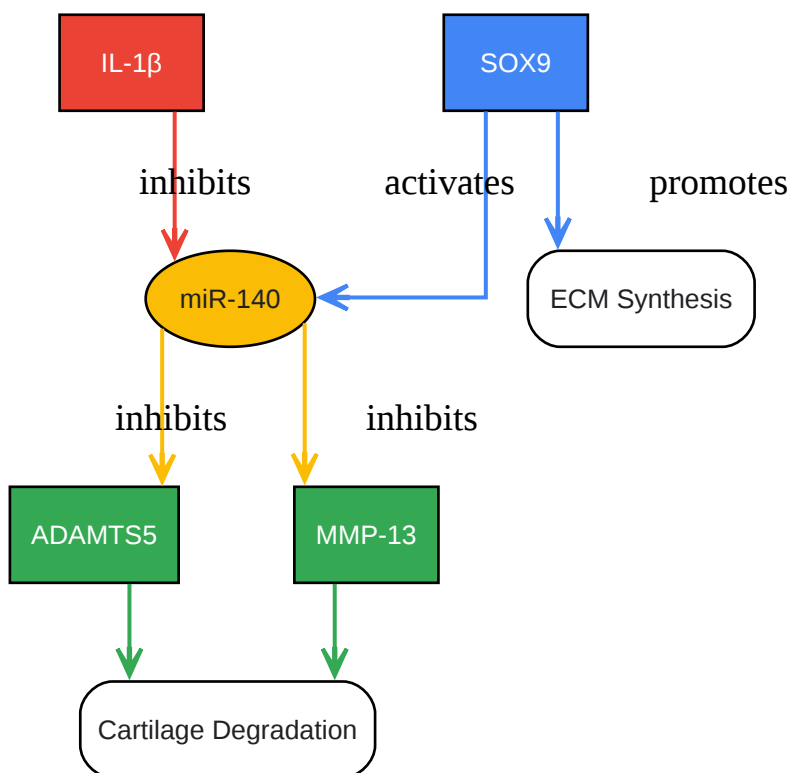 IL-1β
SOX9
inhibits
activates
promotes
miR-140
ECM Synthesis
inhibits
inhibits
ADAMTS5
MMP-13
Cartilage Degradation